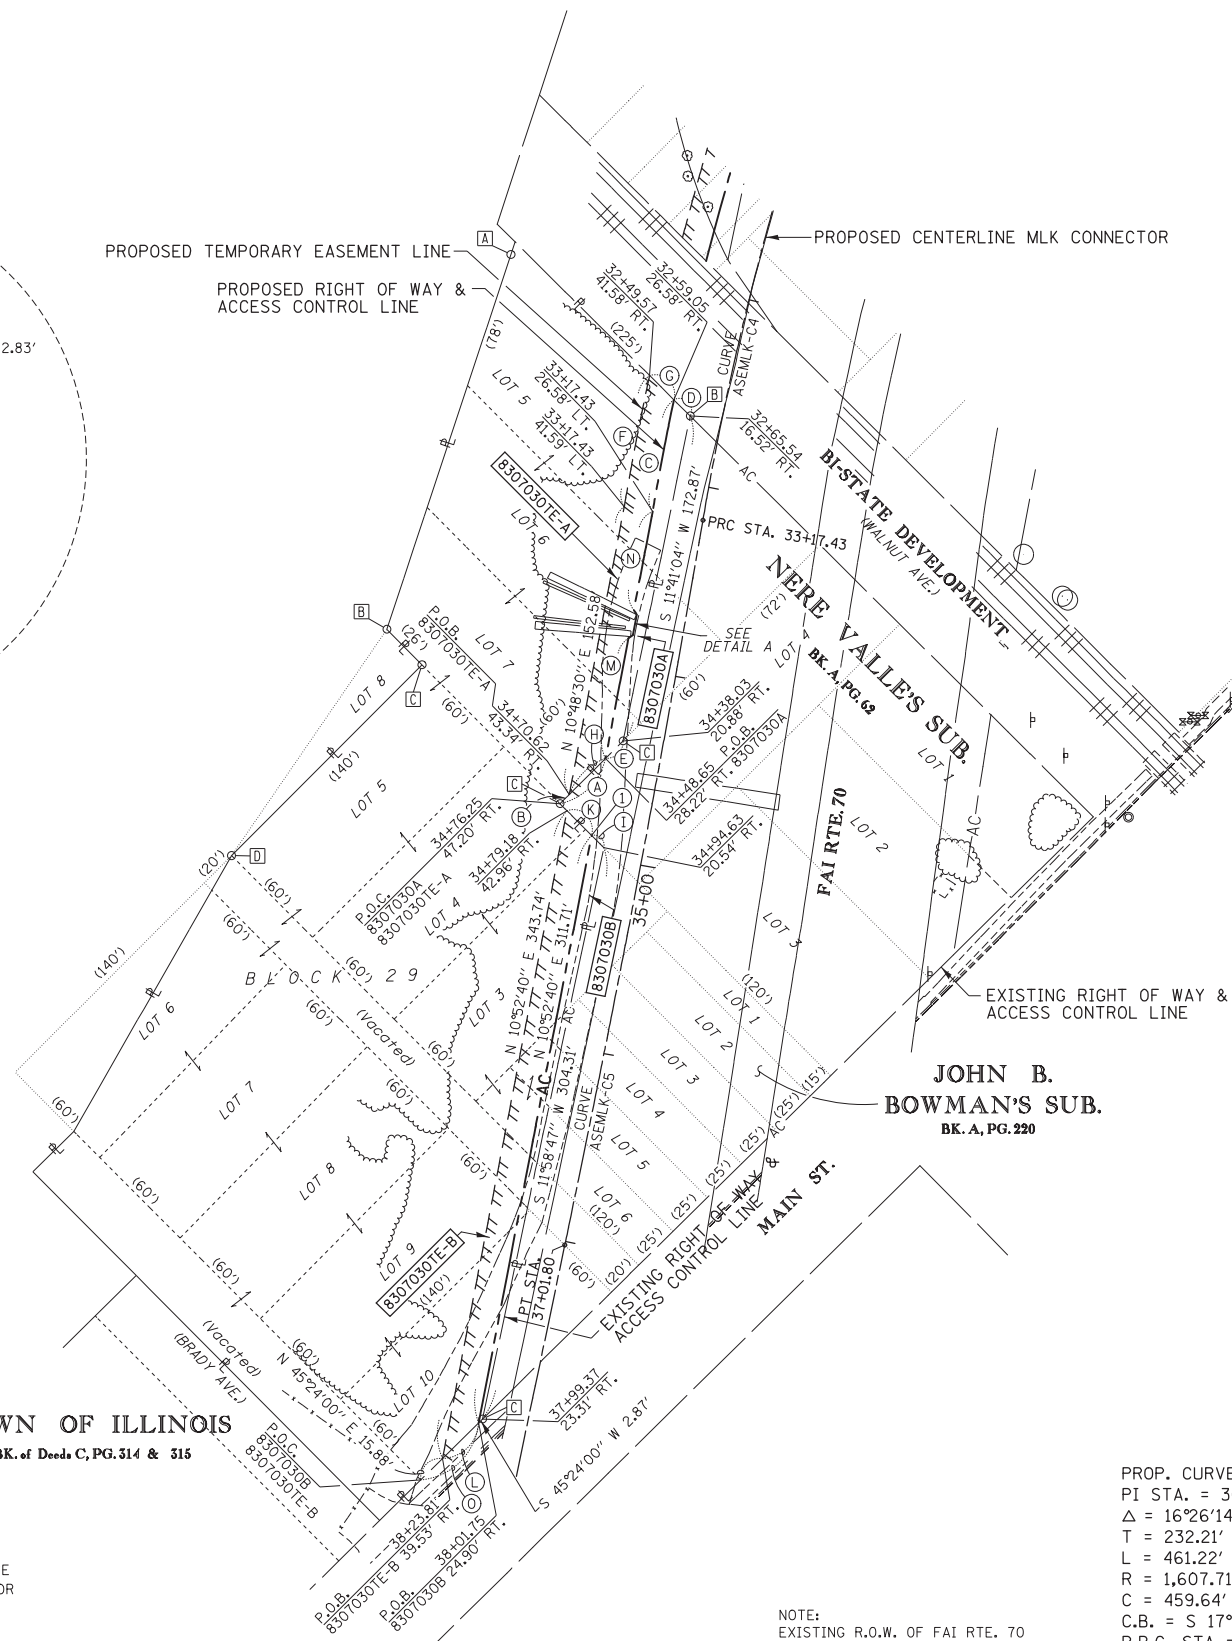 2.83'
PROPOSED TEMPORARY EASEMENT LINE
PROPOSED RIGHT OF WAY &
ACCESS CONTROL LINE
PROPOSED CENTERLINE MLK CONNECTOR
A
(78')
32+49.57
41.58' RT.
32+59.05
26.58' RT.
(225')
CURVE
ASEMLK-C4
LOT 5
33+17.43
26.58' LT.
33+17.43
41.59' LT.
G
D
B
F
C
32+65.54
16.52' RT.
AC
BI-STATE DEVELOPMENT
(WALNUT AVE.)
8307030TE-A
LOT 6
S 11°41'04" W 172.87'
PRC STA. 33+17.43
N
NERE VALLE'S SUB.
BK. A, PG. 62
(72')
LOT
SEE
DETAIL A
B
(26')
P.O.B.
8307030TE-A
LOT 7
LOT 8
C
(60')
34+70.62
43.34' RT.
(60')
N 10°48'30" E 152.58
M
8307030A
(60')
34+38.03
20.88' RT.
P.O.B.
34+48.65
28.22' RT. 8307030A
H
C
E
C
A
K
1
I
B
LOT 1
(140')
LOT 5
P.O.C.
8307030A
8307030TE-A
34+76.25
47.20' RT.
34+79.18
42.96' RT.
34+94.63
20.54' RT.
FAI RTE. 70
LOT 2
AC
(20')
D
(60')
(60')
LOT 4
35+00
8307030B
LOT 3
(140')
BLOCK 29
(60')
(60')
(Vacated)
LOT 3
N 10°52'40" E 343.74'
N 10°52'40" E 311.71'
AC
(120')
LOT 1
LOT 2
LOT 3
LOT 4
LOT 5
LOT 6
(120')
EXISTING RIGHT OF WAY &
ACCESS CONTROL LINE
LOT 6
(60')
LOT 7
(60')
(60')
AC
S 11°58'47" W 304.31'
CURVE
ASEMLK-C5
JOHN B.
BOWMAN'S SUB.
BK. A, PG. 220
(15')
(25')
AC
(25')
(25')
(25')
(25')
(20')
(60')
MAIN ST.
(60')
LOT 8
(60')
LOT 9
(140')
8307030TE-B
PT STA.
37+01.80
EXISTING RIGHT OF WAY &
ACCESS CONTROL LINE
(60')
(Vacated)
(BRADY AVE.)
(60')
N 45°24'00" E 15.88'
LOT 10
(60')
C
37+99.37
23.31' RT.
S 45°24'00" W 2.87'
WN OF ILLINOIS
BK. of Deeds C, PG. 314 & 315
P.O.C.
8307030B
8307030TE-B
L
O
38+23.81
P.O.B.
8307030TE-B 39.53' RT.
38+01.75
P.O.B.
8307030B 24.90' RT.
E
OR
NOTE:
EXISTING R.O.W. OF FAI RTE. 70
PROP. CURVE
PI STA. = 3
Δ = 16°26'14
T = 232.21'
L = 461.22'
R = 1,607.71
C = 459.64'
C.B. = S 17°